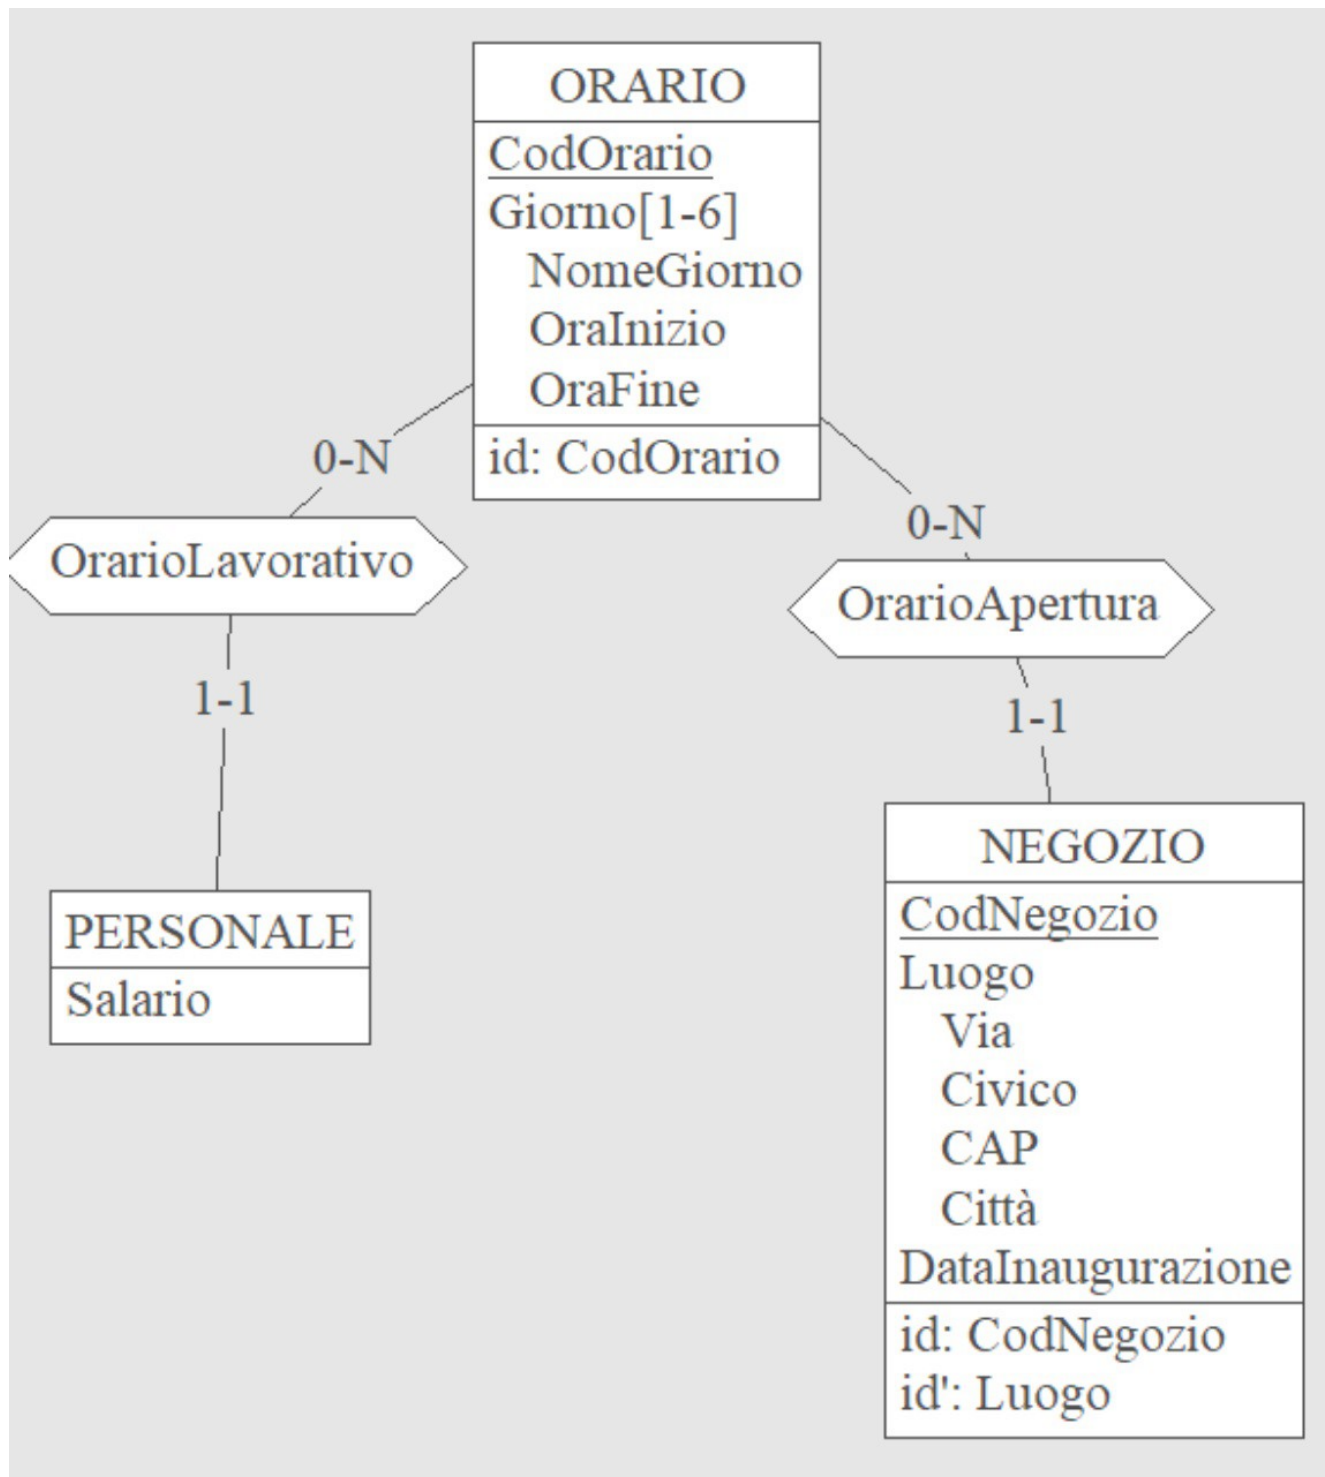 ORARIO
CodOrario
Giorno[1-6]
NomeGiorno
OraInizio
OraFine
id: CodOrario
0-N
0-N
OrarioLavorativo
OrarioApertura
1-1
1-1
PERSONALE
Salario
NEGOZIO
CodNegozio
Luogo
Via
Civico
CAP
Città
DataInaugurazione
id: CodNegozio
id': Luogo